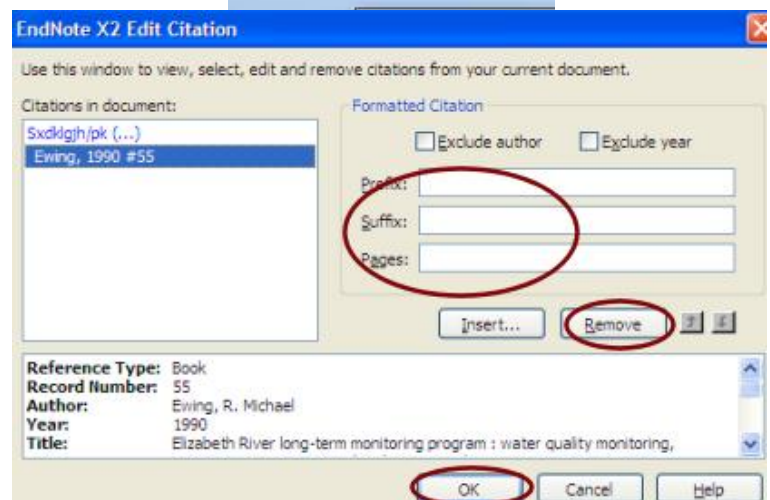 EndNote X2 Edit Citation
Use this window to view, select, edit and remove citations from your current document.
Citations in document:
Sxdklgjh/pk (...)
Ewing, 1990 #55
Formatted Citation
Exclude author
Exclude year
Prefix:
Suffix:
Pages:
Insert...
Remove
Reference Type: Book
Record Number: 55
Author: Ewing, R. Michael
Year: 1990
Title: Elizabeth River long-term monitoring program : water quality monitoring,
OK
Cancel
Help